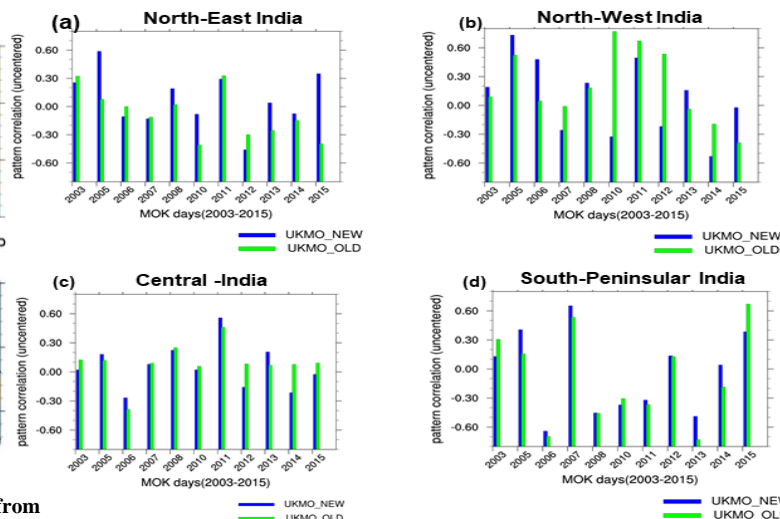 (a) North-East India
pattern correlation (uncentered)
0.60
0.30
0.00
-0.30
-0.60
2003 2005 2006 2007 2008 2010 2011 2012 2013 2014 2015
MOK days(2003-2015)
UKMO_NEW
UKMO_OLD
(b) North-West India
pattern correlation (uncentered)
0.60
0.30
0.00
-0.30
-0.60
2003 2005 2006 2007 2008 2010 2011 2012 2013 2014 2015
MOK days(2003-2015)
UKMO_NEW
UKMO_OLD
(c) Central -India
pattern correlation (uncentered)
0.60
0.30
0.00
-0.30
-0.60
2003 2005 2006 2007 2008 2010 2011 2012 2013 2014 2015
MOK days(2003-2015)
UKMO_NEW
UKMO_OLD
(d) South-Peninsular India
pattern correlation (uncentered)
0.60
0.30
0.00
-0.30
-0.60
2003 2005 2006 2007 2008 2010 2011 2012 2013 2014 2015
MOK days(2003-2015)
UKMO_NEW
UKMO_OLD
from